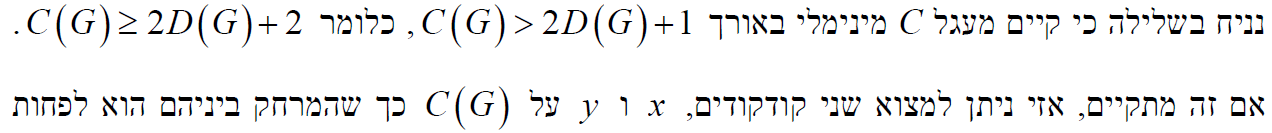 נניח בשלילה כי קיים מעגל C מינימלי באורך C(G) > 2D(G)+1, כלומר C(G) ≥ 2D(G)+2.
אם זה מתקיים, אזי ניתן למצוא שני קודקודים, x ו y על C(G) כך שהמרחק ביניהם הוא לפחות